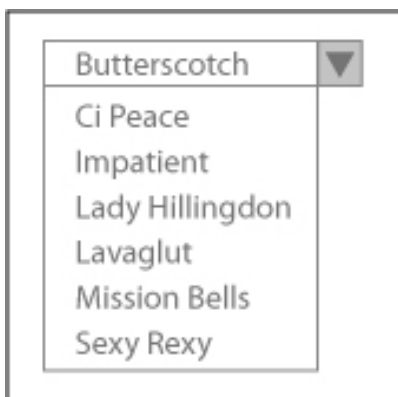 Butterscotch
Ci Peace
Impatient
Lady Hillingdon
Lavaglut
Mission Bells
Sexy Rexy